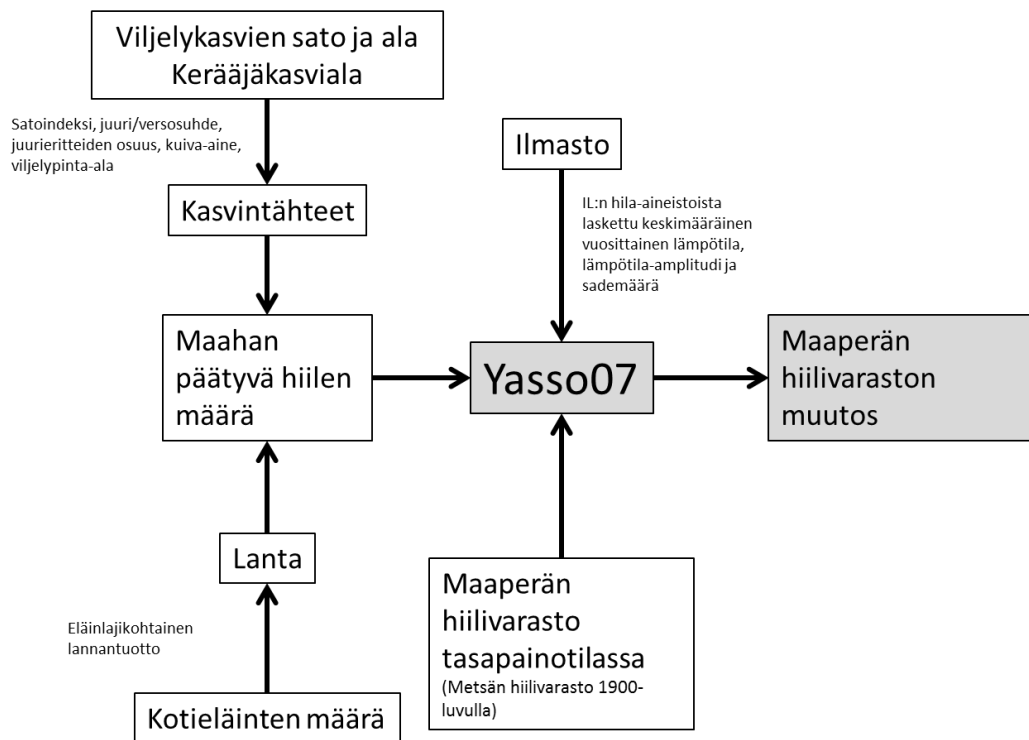 Viljelykasvien sato ja ala
Kerääjäkasviala
Satoindeksi, juuri/versosuhde,
juurieritteiden osuus, kuiva-aine,
viljelypinta-ala
Ilmasto
Kasvintähteet
IL:n hila-aineistoista
laskettu keskimääräinen
vuosittainen lämpötila,
lämpötila-amplitudi ja
sademäärä
Maahan
päätyvä hiilen
määrä
Yasso07
Maaperän
hiilivaraston
muutos
Lanta
Maaperän
hiilivarasto
tasapainotilassa
(Metsän hiilivarasto 1900-
luvulla)
Eläinlajikohtainen
lannantuotto
Kotieläinten määrä